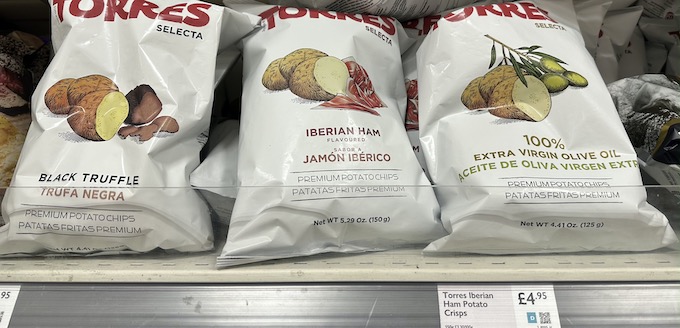 TORRES
SELECTA
BLACK TRUFFLE
TRUFA NEGRA
PREMIUM POTATO CHIPS
PATATAS FRITAS PREMIUM
TORRES
SELECTA
IBERIAN HAM
FLAVOURED
SABOR A
JAMÓN IBÉRICO
PREMIUM POTATO CHIPS
PATATAS FRITAS PREMIUM
Net WT 5.29 Oz. (150g)
TORRES
SELECTA
100%
EXTRA VIRGIN OLIVE OIL
ACEITE DE OLIVA VIRGEN EXTR
PREMIUM POTATO CHIPS
PATATAS FRITAS PREMIUM
Net WT 4.41 Oz. (125 g)
.95
Torres Iberian
Ham Potato
Crisps
£4.95